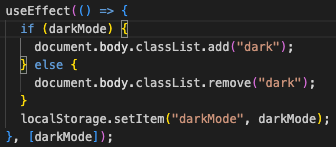 useEffect(() => {
  if (darkMode) {
    document.body.classList.add("dark");
  } else {
    document.body.classList.remove("dark");
  }
  localStorage.setItem("darkMode", darkMode);
}, [darkMode]);